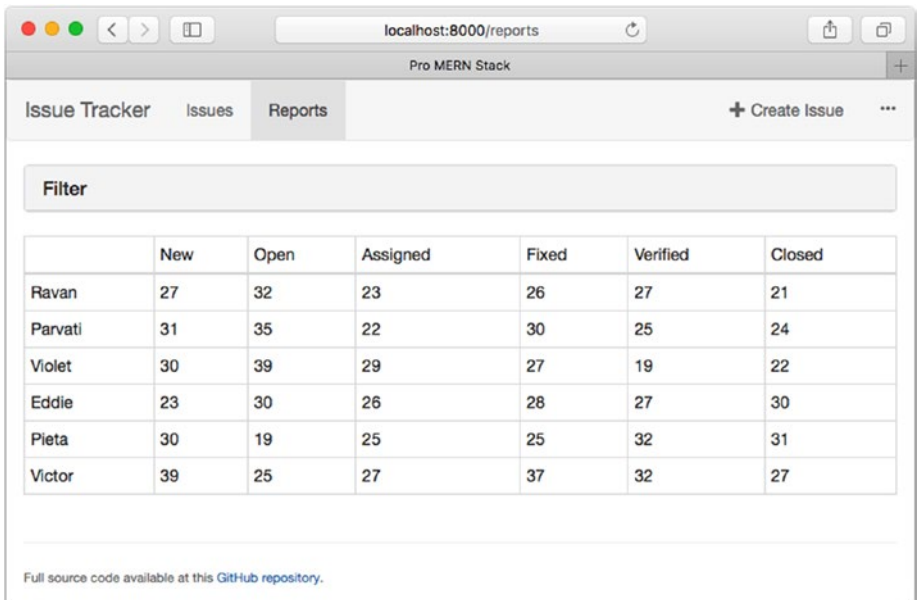 localhost:8000/reports
Pro MERN Stack
Issue Tracker Issues Reports Create Issue
Filter
New Open Assigned Fixed Verified Closed
Ravan 27 32 23 26 27 21
Parvati 31 35 22 30 25 24
Violet 30 39 29 27 19 22
Eddie 23 30 26 28 27 30
Pieta 30 19 25 25 32 31
Victor 39 25 27 37 32 27
Full source code available at this GitHub repository.